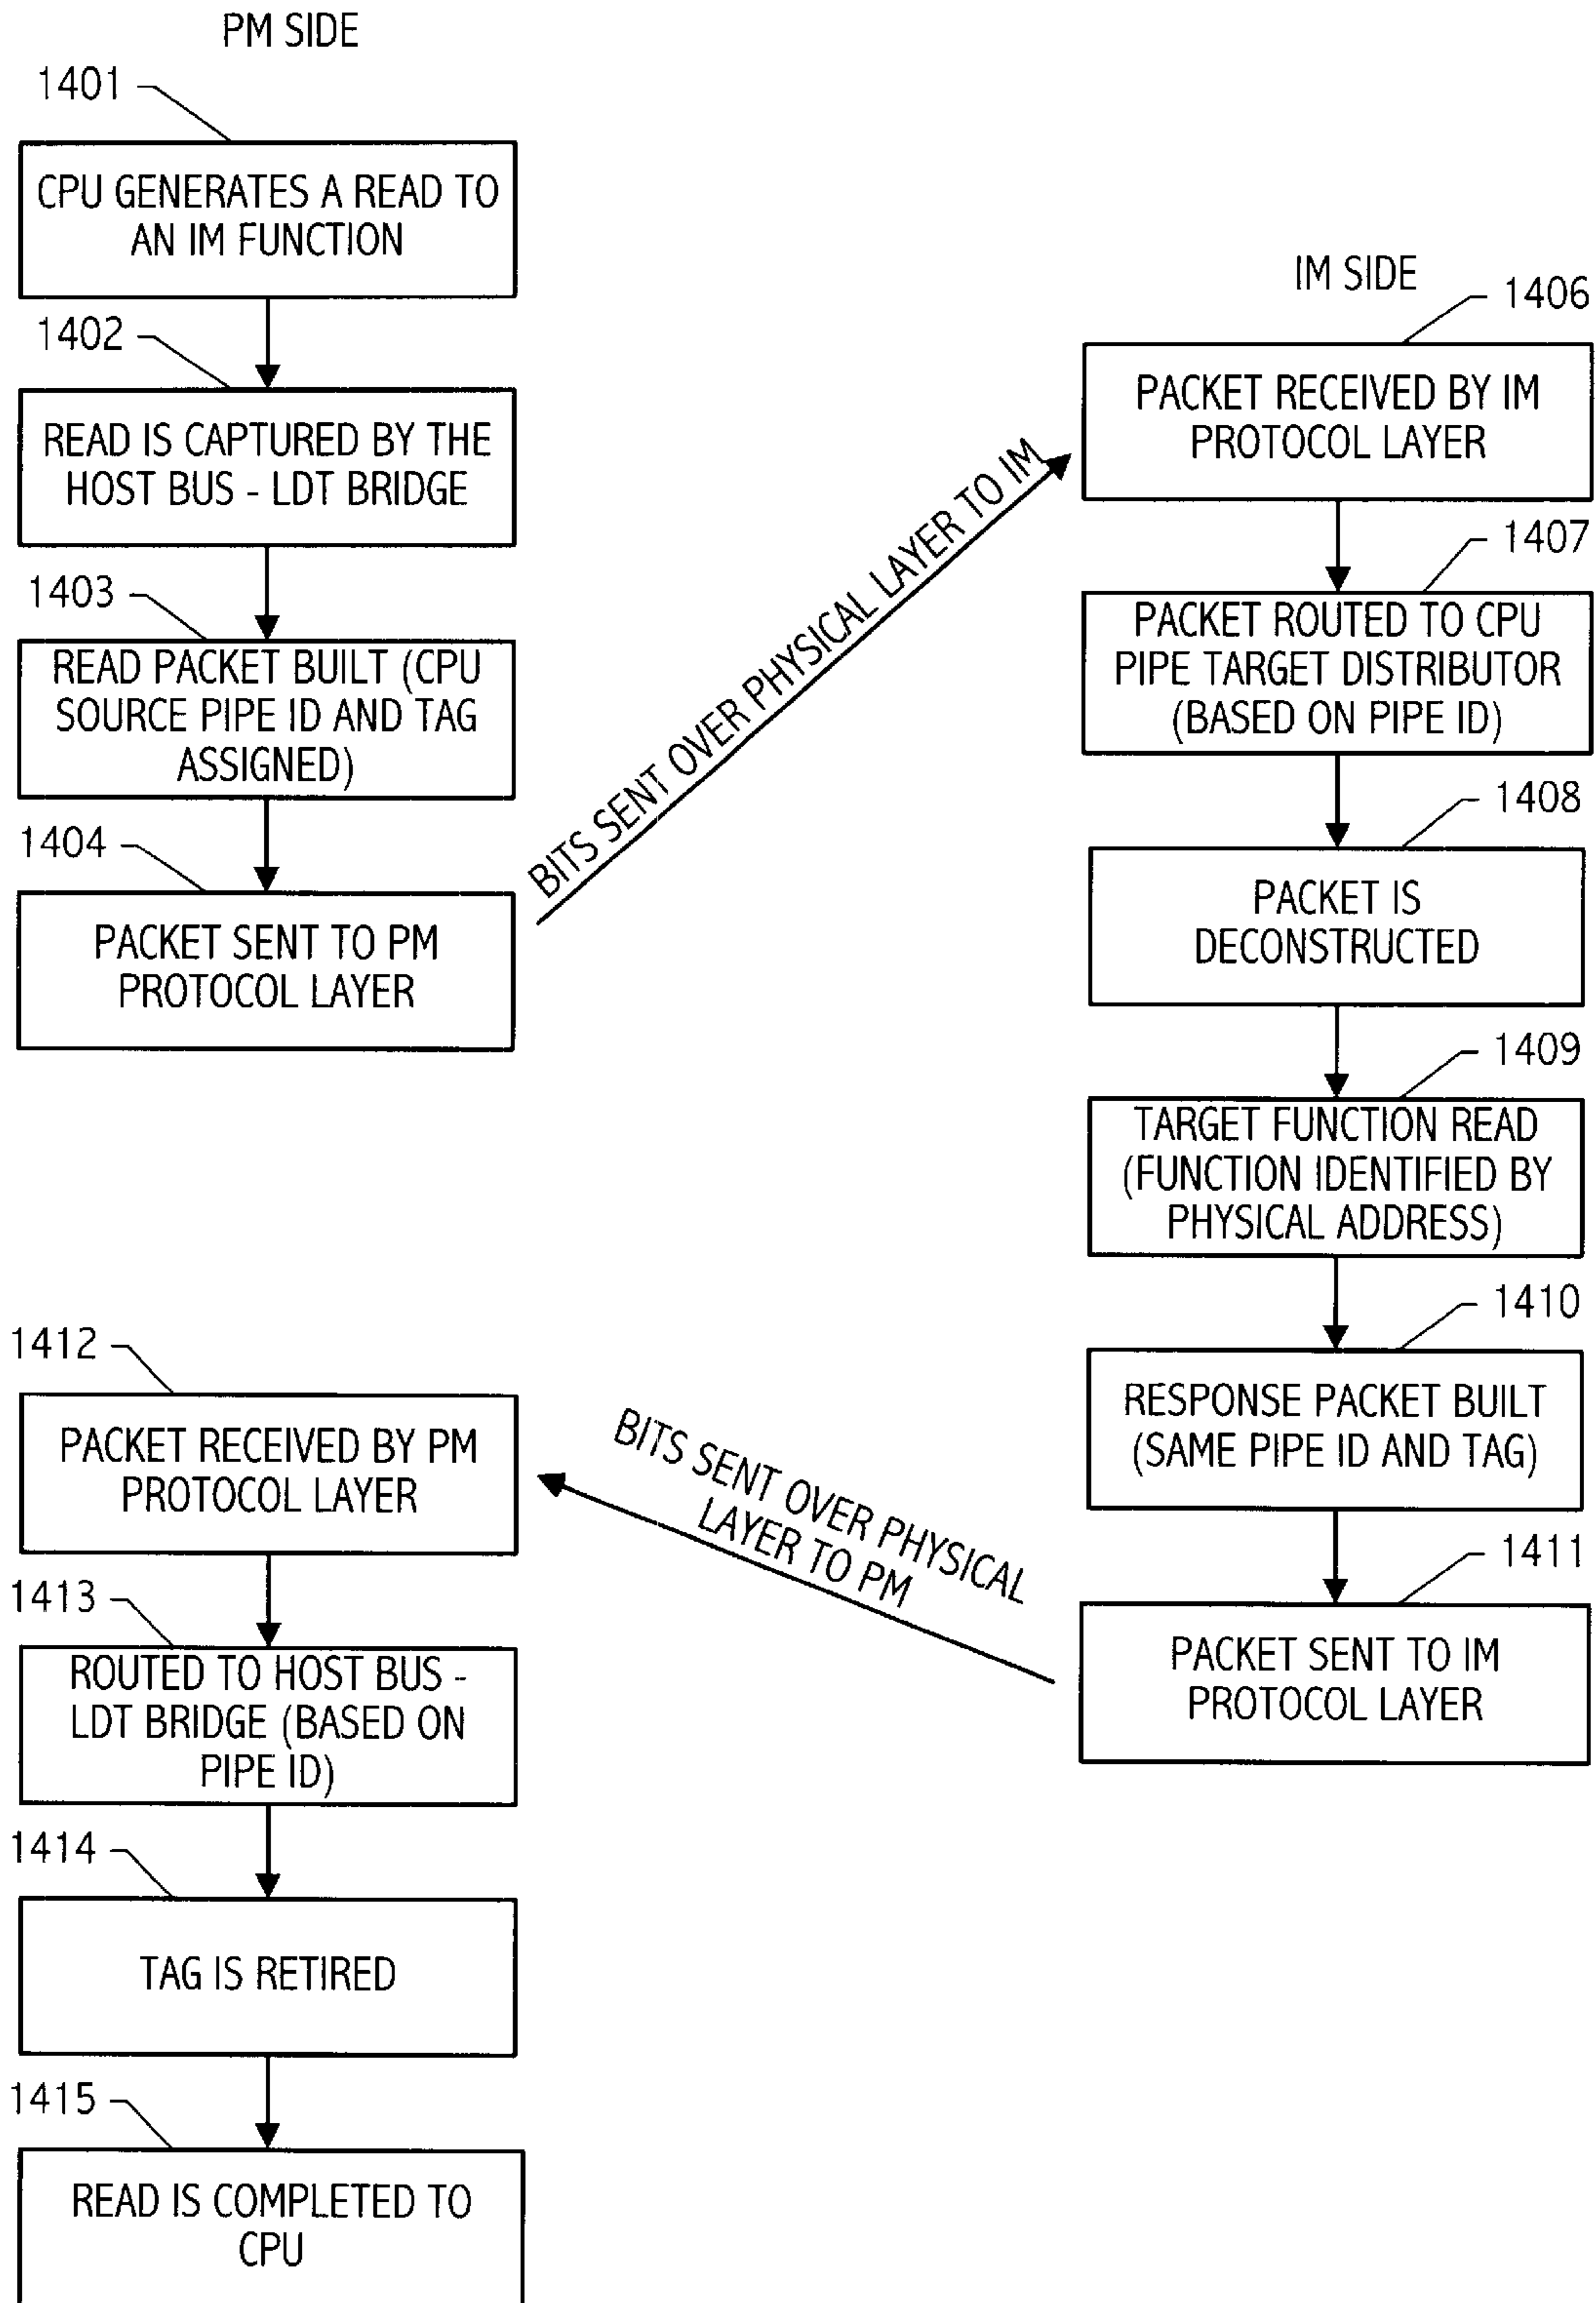 PM SIDE
1401
CPU GENERATES A READ TO
AN IM FUNCTION
1402
READ IS CAPTURED BY THE
HOST BUS - LDT BRIDGE
1403
READ PACKET BUILT (CPU
SOURCE PIPE ID AND TAG
ASSIGNED)
1404
PACKET SENT TO PM
PROTOCOL LAYER
BITS SENT OVER PHYSICAL LAYER TO IM
IM SIDE
1406
PACKET RECEIVED BY IM
PROTOCOL LAYER
1407
PACKET ROUTED TO CPU
PIPE TARGET DISTRIBUTOR
(BASED ON PIPE ID)
1408
PACKET IS
DECONSTRUCTED
1409
TARGET FUNCTION READ
(FUNCTION IDENTIFIED BY
PHYSICAL ADDRESS)
1410
RESPONSE PACKET BUILT
(SAME PIPE ID AND TAG)
1411
PACKET SENT TO IM
PROTOCOL LAYER
BITS SENT OVER PHYSICAL
LAYER TO PM
1412
PACKET RECEIVED BY PM
PROTOCOL LAYER
1413
ROUTED TO HOST BUS -
LDT BRIDGE (BASED ON
PIPE ID)
1414
TAG IS RETIRED
1415
READ IS COMPLETED TO
CPU